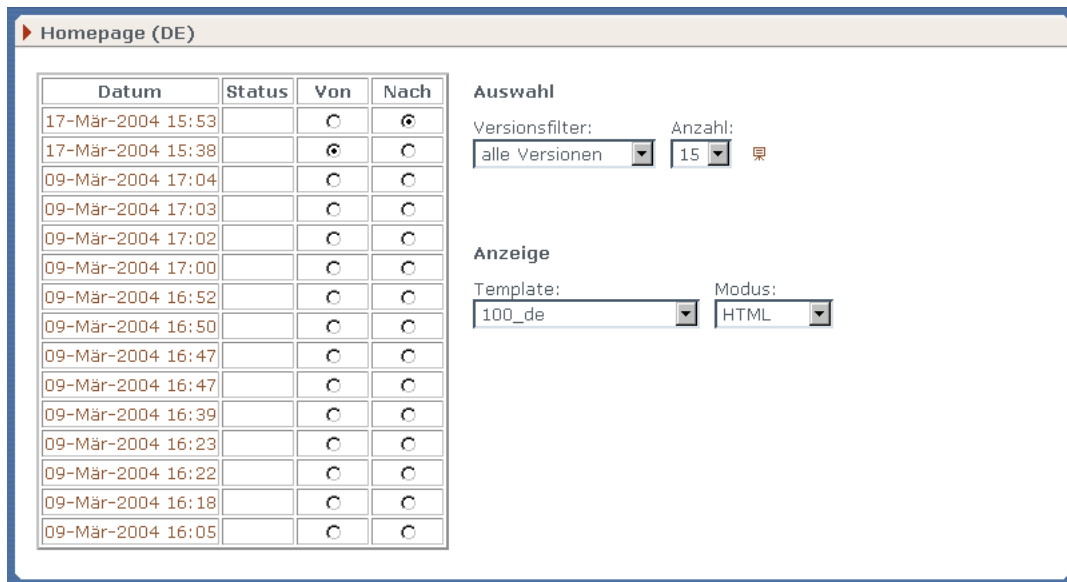 Homepage (DE)
Datum Status Von Nach
17-Mär-2004 15:53
17-Mär-2004 15:38
09-Mär-2004 17:04
09-Mär-2004 17:03
09-Mär-2004 17:02
09-Mär-2004 17:00
09-Mär-2004 16:52
09-Mär-2004 16:50
09-Mär-2004 16:47
09-Mär-2004 16:47
09-Mär-2004 16:39
09-Mär-2004 16:23
09-Mär-2004 16:22
09-Mär-2004 16:18
09-Mär-2004 16:05
Auswahl
Versionsfilter: Anzahl:
alle Versionen 15
Anzeige
Template: Modus:
100_de HTML